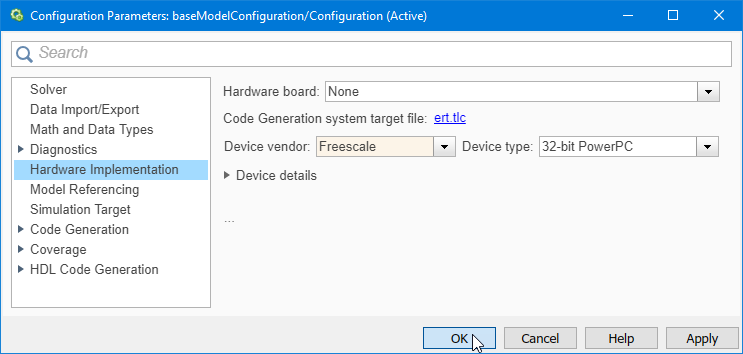 Configuration Parameters: baseModelConfiguration/Configuration (Active)
Search
Solver
Data Import/Export
Math and Data Types
Diagnostics
Hardware Implementation
Model Referencing
Simulation Target
Code Generation
Coverage
HDL Code Generation
Hardware board: None
Code Generation system target file: ert.tlc
Device vendor: Freescale Device type: 32-bit PowerPC
Device details
...
OK Cancel Help Apply